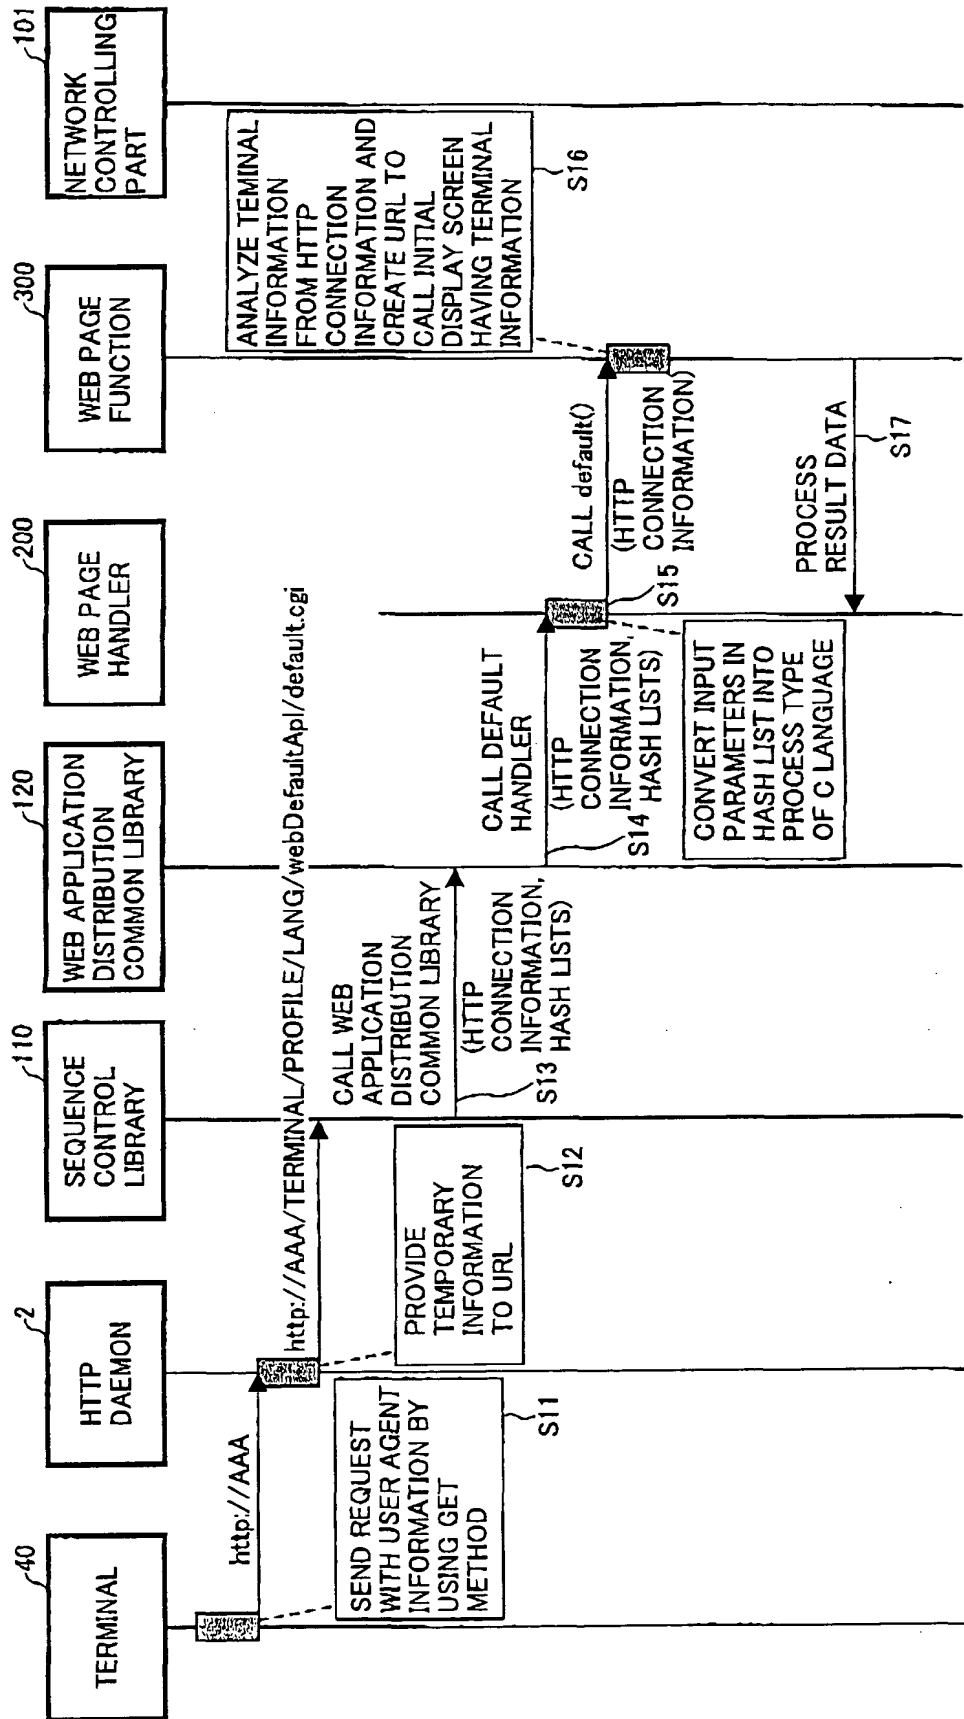 40
TERMINAL
2
HTTP
DAEMON
110
SEQUENCE
CONTROL
LIBRARY
120
WEB APPLICATION
DISTRIBUTION
COMMON LIBRARY
200
WEB PAGE
HANDLER
300
WEB PAGE
FUNCTION
101
NETWORK
CONTROLLING
PART
http://AAA
SEND REQUEST
WITH USER AGENT
INFORMATION BY
USING GET
METHOD
S11
http://AAA/TERMINAL/PROFILE/LANG/webDefaultApl/default.cgi
PROVIDE
TEMPORARY
INFORMATION
TO URL
S12
CALL WEB
APPLICATION
DISTRIBUTION
COMMON LIBRARY
(HTTP
CONNECTION
INFORMATION,
HASH LISTS)
S13
CALL DEFAULT
HANDLER
(HTTP
CONNECTION
INFORMATION,
HASH LISTS)
S14
CONVERT INPUT
PARAMETERS IN
HASH LIST INTO
PROCESS TYPE
OF C LANGUAGE
S15
CALL default()
(HTTP
CONNECTION
INFORMATION)
ANALYZE TEMINAL
INFORMATION
FROM HTTP
CONNECTION
INFORMATION AND
CREATE URL TO
CALL INITIAL
DISPLAY SCREEN
HAVING TERMINAL
INFORMATION
S16
PROCESS
RESULT DATA
S17